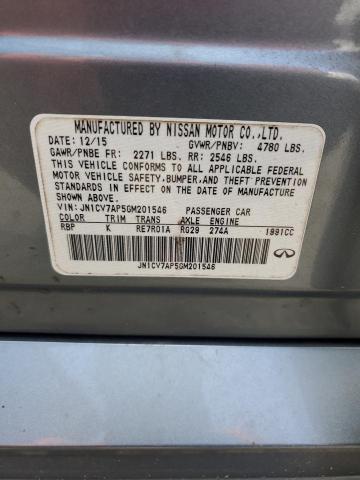 MANUFACTURED BY NISSAN MOTOR CO.,LTD.
DATE: 12/15 GVWR/PNBV: 4780 LBS.
GAWR/PNBE FR: 2271 LBS. RR: 2546 LBS.
THIS VEHICLE CONFORMS TO ALL APPLICABLE FEDERAL
MOTOR VEHICLE SAFETY, BUMPER, AND THEFT PREVENTION
STANDARDS IN EFFECT ON THE DATE OF MANUFACTURE
SHOWN ABOVE.
VIN: JN1CV7AP5GM201546 PASSENGER CAR
COLOR TRIM TRANS AXLE ENGINE
RBP K RE7R01A RG29 274A 1991CC
JN1CV7AP5GM201546